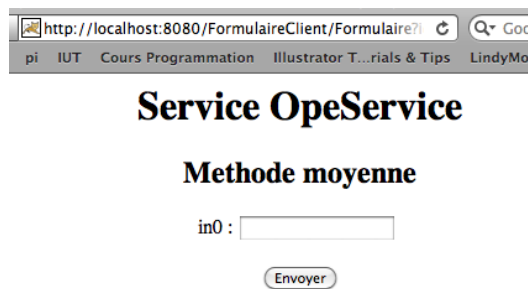 http://localhost:8080/FormulaireClient/Formulaire?i
Goo
pi IUT Cours Programmation Illustrator T...rials & Tips LindyMo
Service OpeService
Methode moyenne
in0 :
Envoyer